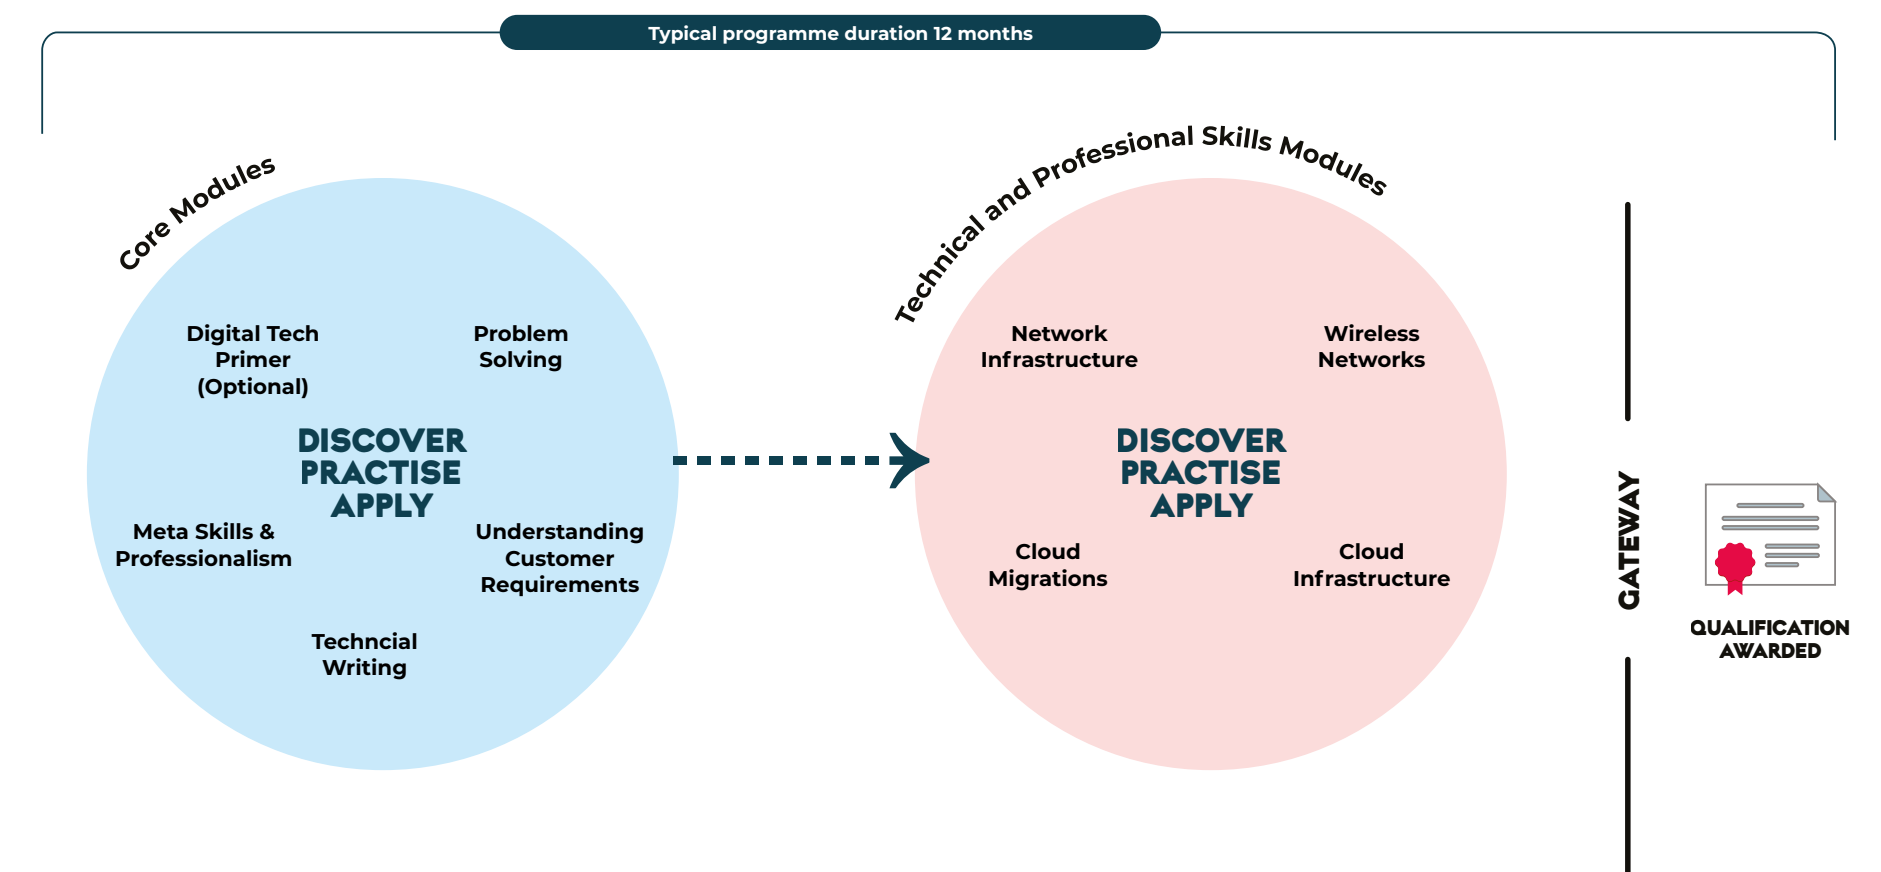 Typical programme duration 12 months
Core Modules
Digital Tech
Primer
(Optional)
Problem
Solving
DISCOVER
PRACTISE
APPLY
Meta Skills &
Professionalism
Understanding
Customer
Requirements
Techncial
Writing
Technical and Professional Skills Modules
Network
Infrastructure
Wireless
Networks
DISCOVER
PRACTISE
APPLY
Cloud
Migrations
Cloud
Infrastructure
GATEWAY
QUALIFICATION
AWARDED